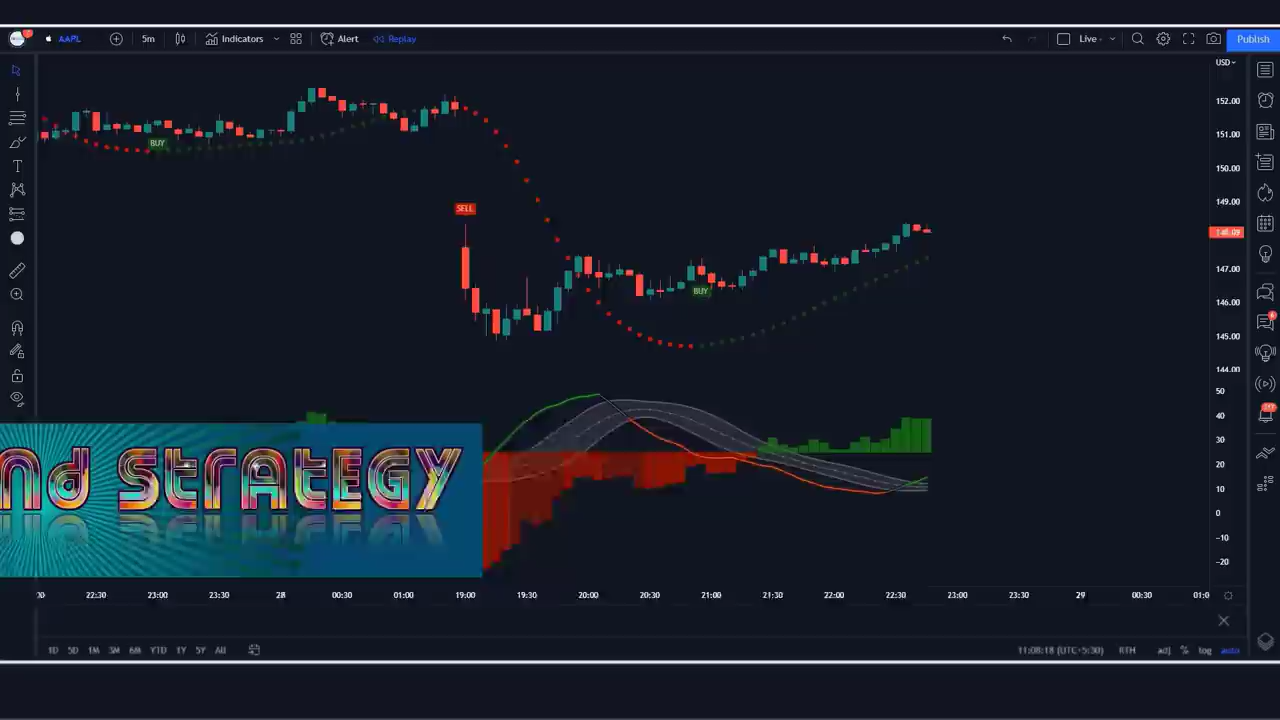 AAPL 5m Indicators Alert Replay Live Publish
USD
152.00
151.00
BUY
150.00
149.00
SELL
147.00
BUY
146.00
145.00
144.00
50
40
30
20
nd StrATEGY
10
0
−10
−20
22:30 23:00 23:30 28 00:30 01:00 19:00 19:30 20:00 20:30 21:00 21:30 22:00 22:30 23:00 23:30 29 00:30 01:0
1D 5D 1M 3M 6M YTD 1Y 5Y All 11:08:18 (UTC+5:30) RTH adj % log auto